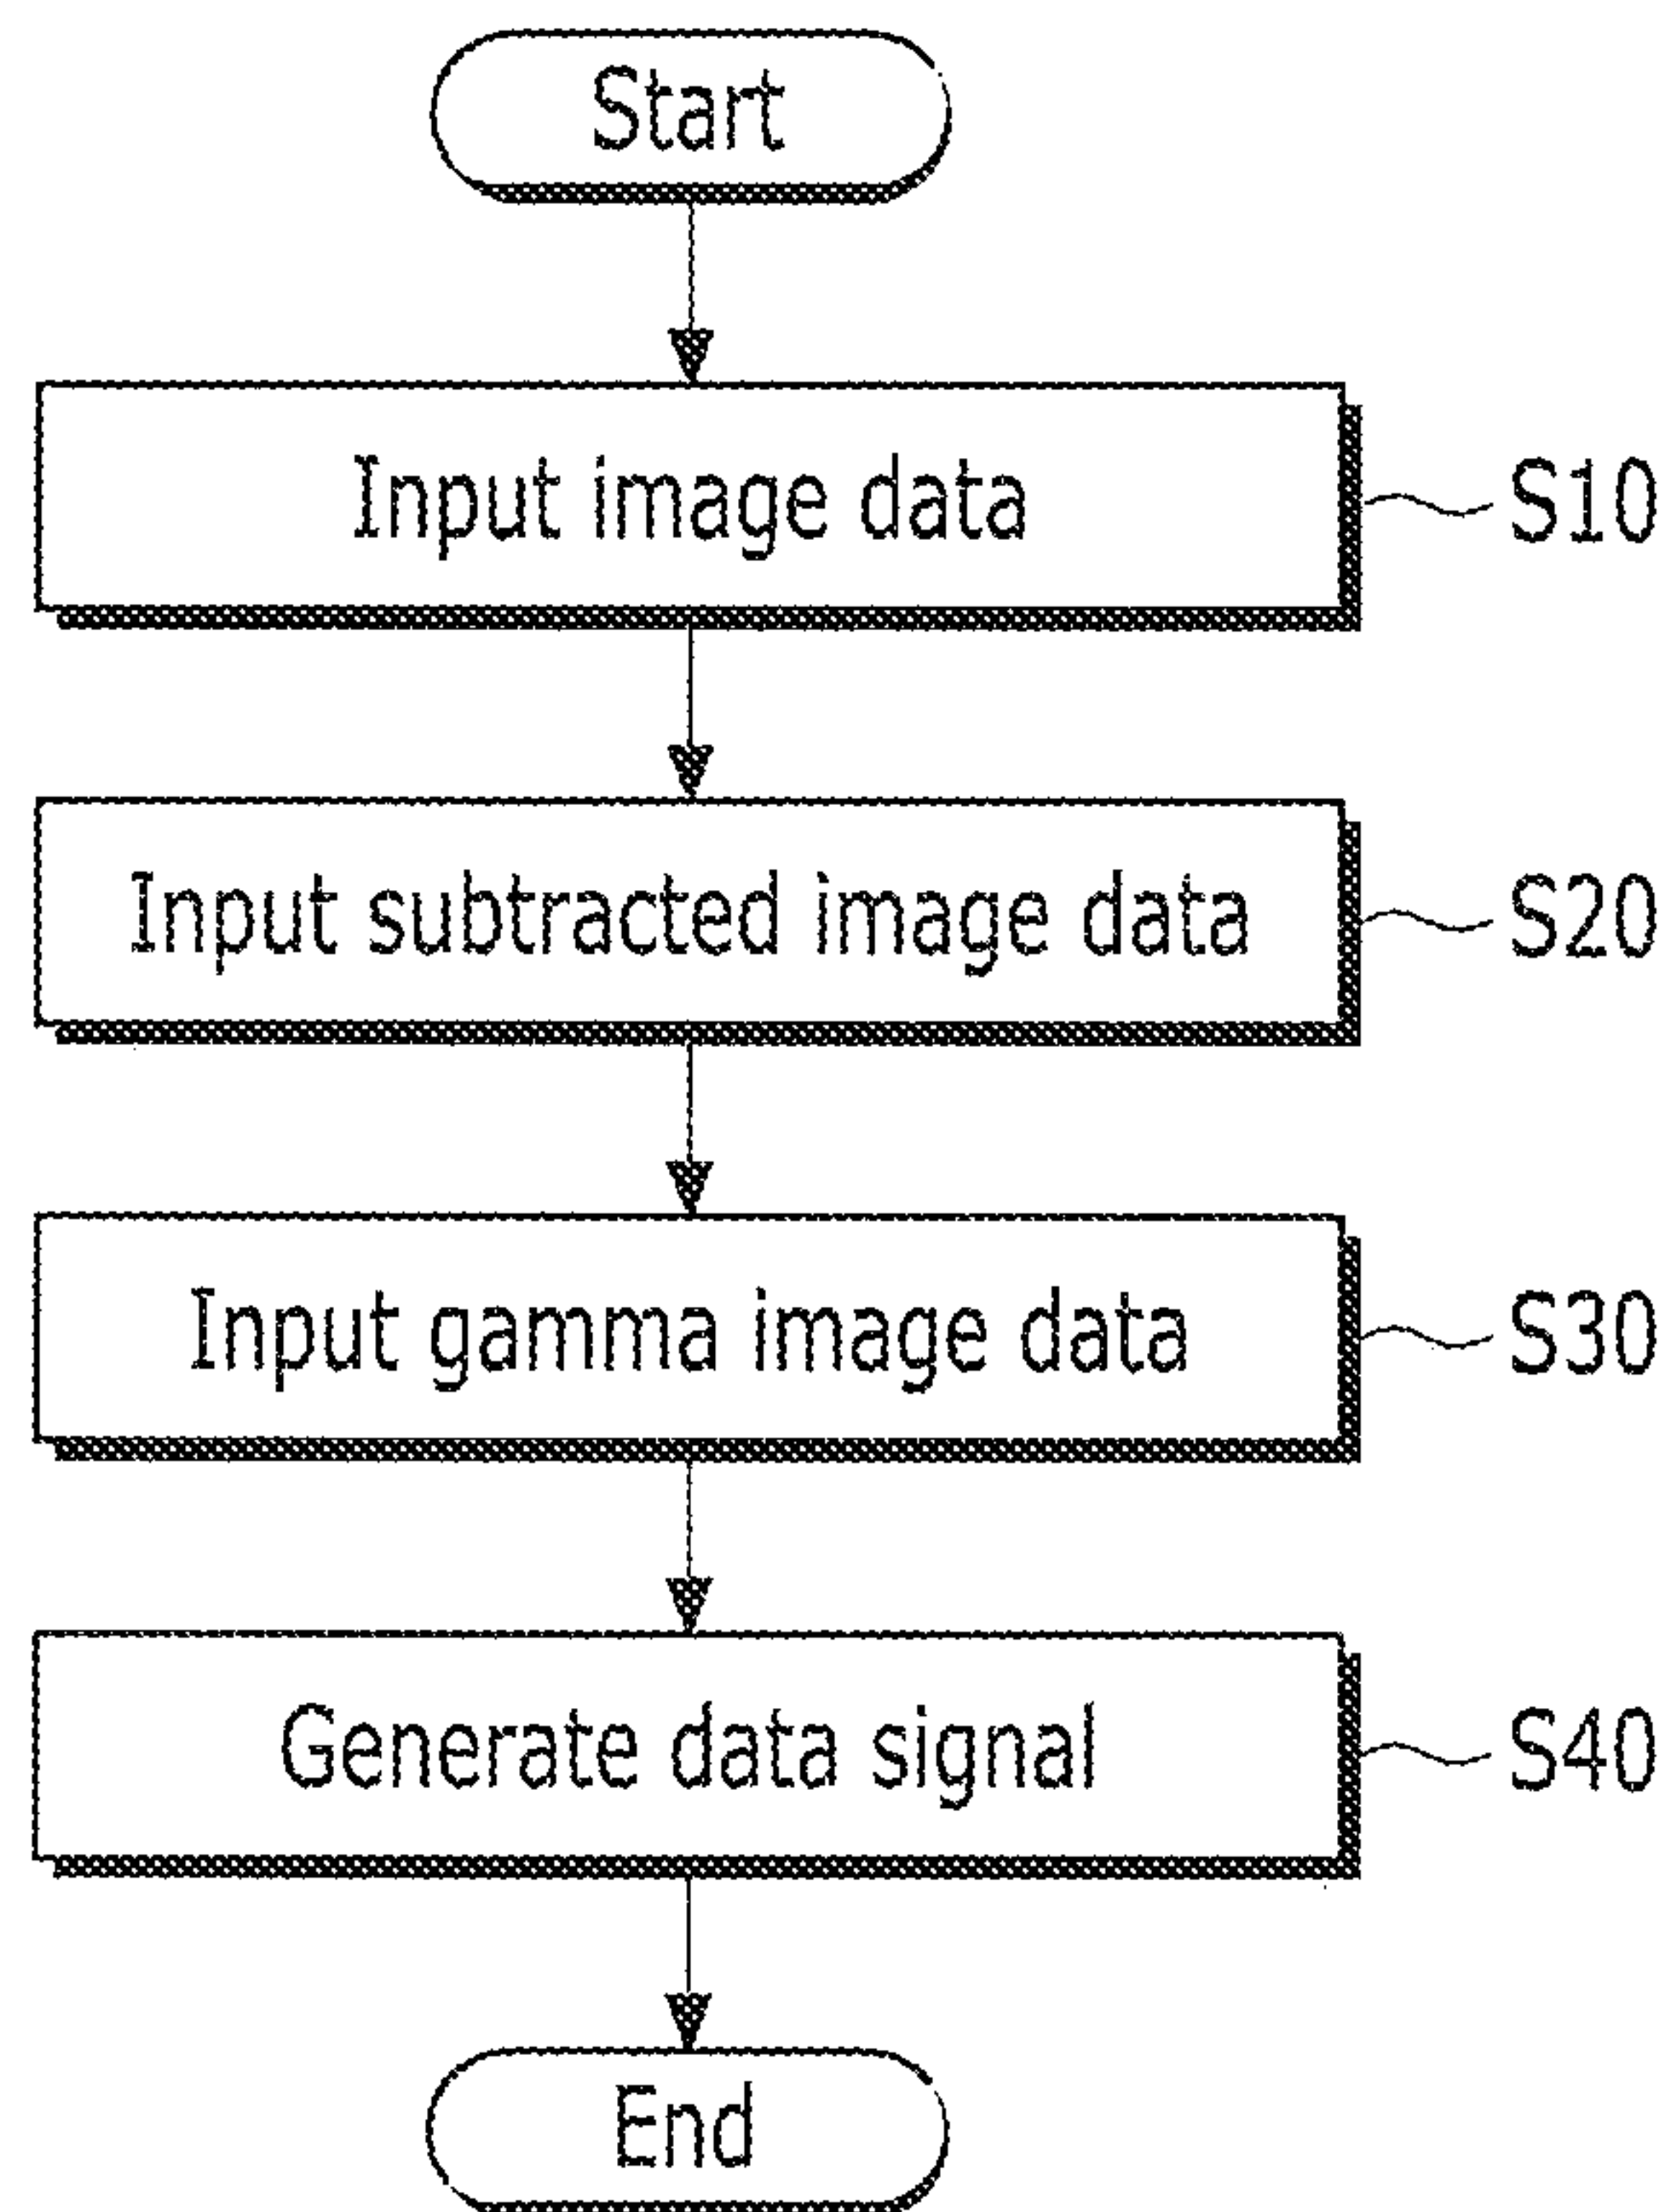 Start
Input image data
S10
Input subtracted image data
S20
Input gamma image data
S30
Generate data signal
S40
End